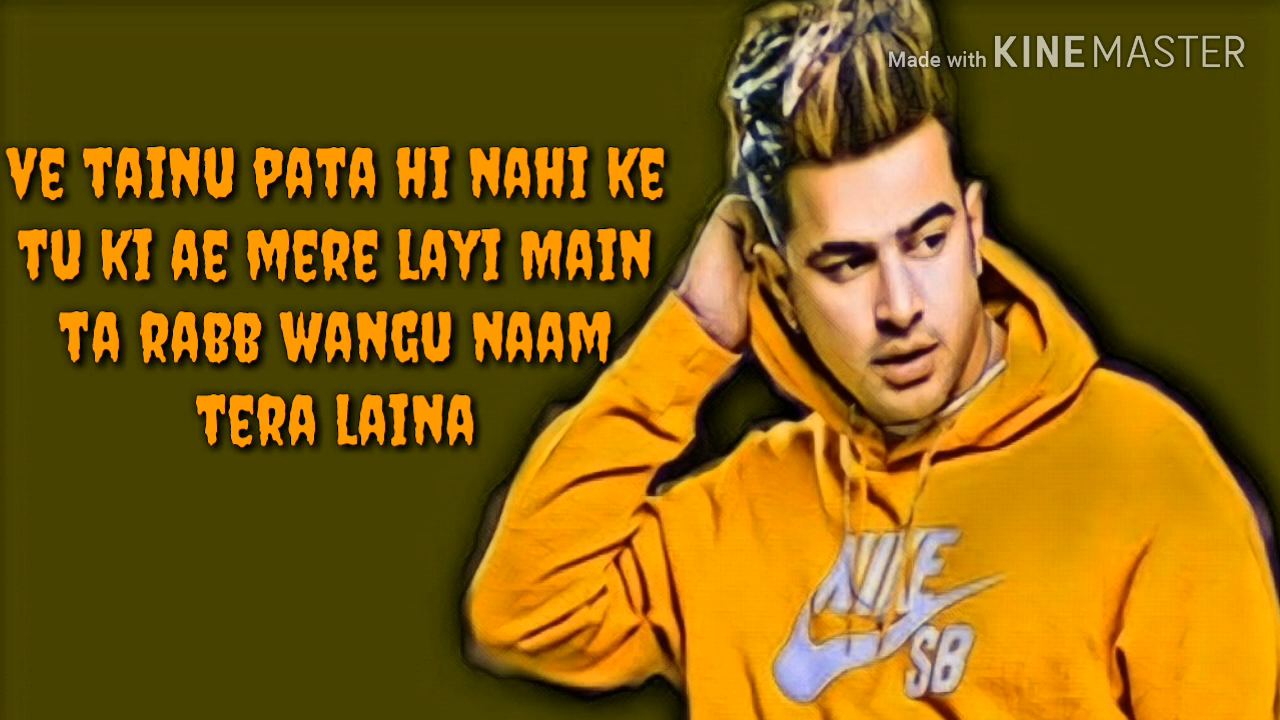 Made with KINEMASTER
VE TAINU PATA HI NAHI KE
TU KI AE MERE LAYI MAIN
TA RABB WANGU NAAM
TERA LAINA
NIKE
SB